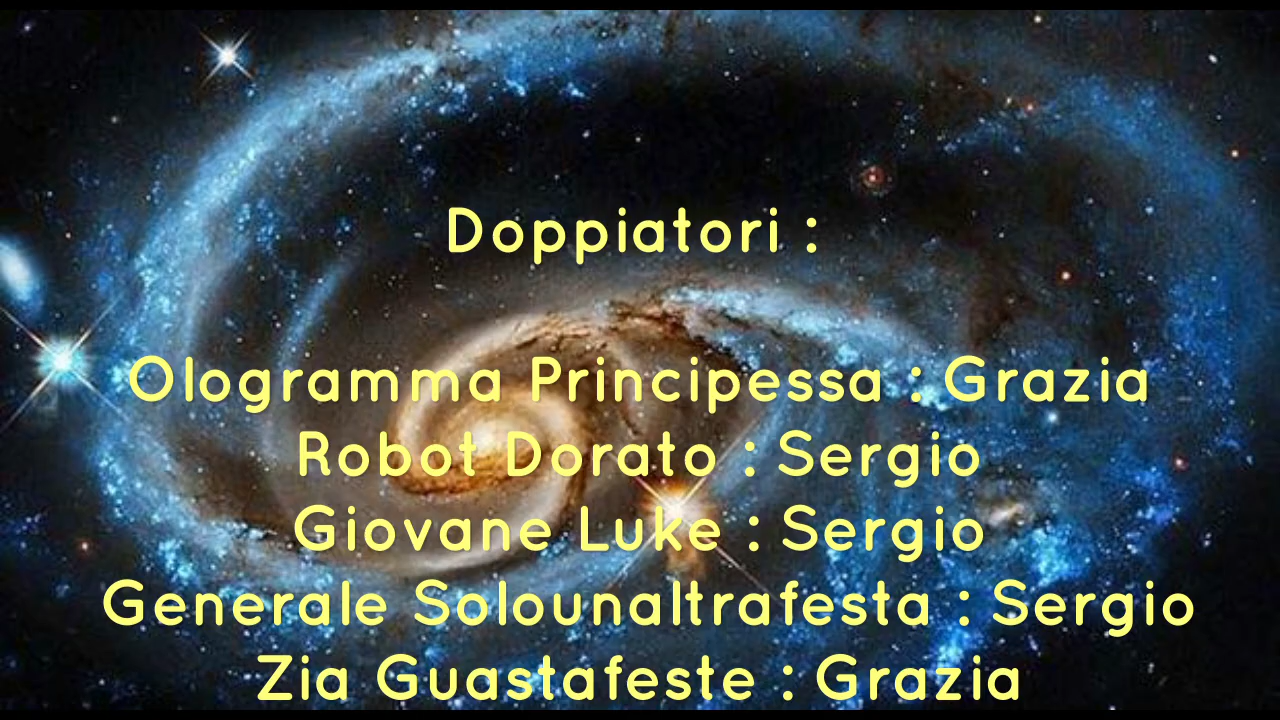 Doppiatori :
Ologramma Principessa : Grazia
Robot Dorato : Sergio
Giovane Luke : Sergio
Generale Solounaltrafesta : Sergio
Zia Guastafeste : Grazia